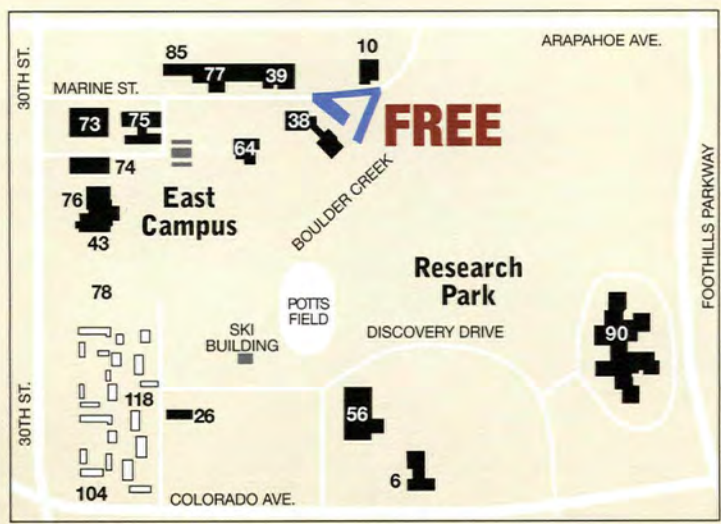 ARAPAHOE AVE.
30TH ST.
85
10
77
39
MARINE ST.
73
75
38
FREE
64
74
BOULDER CREEK
76
East
Campus
43
FOOTHILLS PARKWAY
Research
Park
78
POTTS
FIELD
SKI
BUILDING
DISCOVERY DRIVE
90
30TH ST.
118
26
56
6
104
COLORADO AVE.